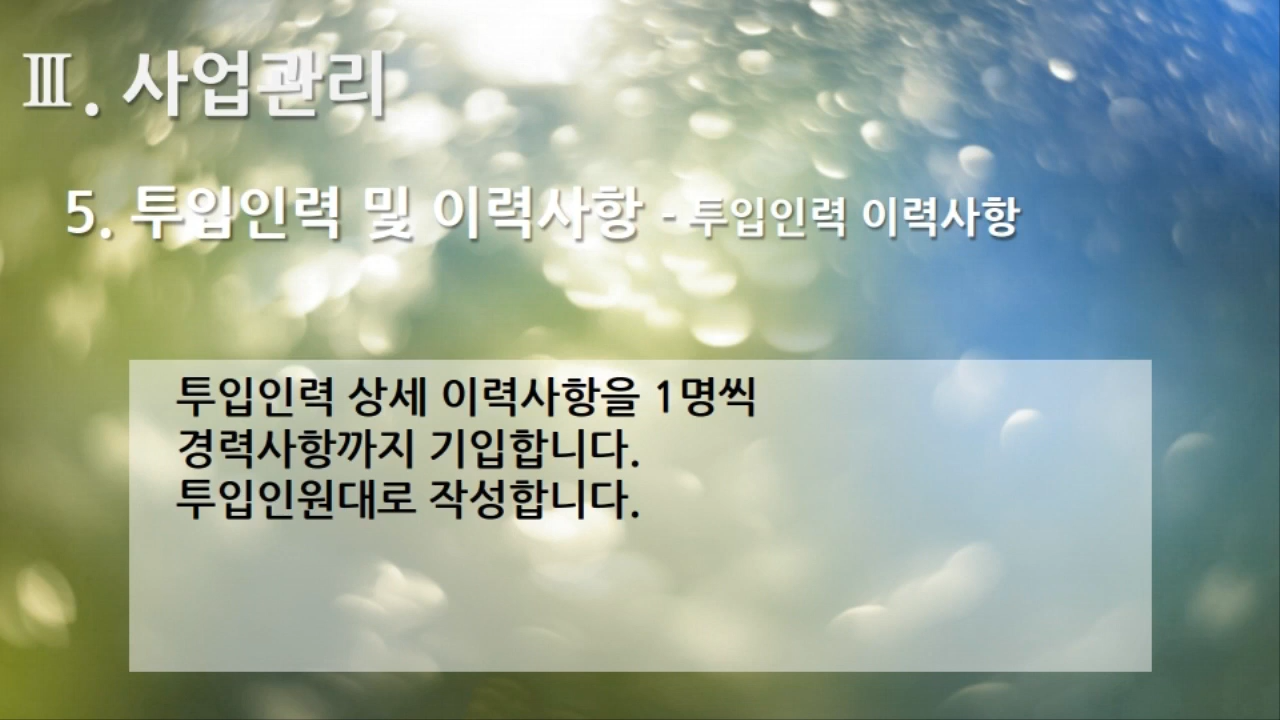 Ⅲ. 사업관리
5. 투입인력 및 이력사항 - 투입인력 이력사항
투입인력 상세 이력사항을 1명씩
경력사항까지 기입합니다.
투입인원대로 작성합니다.